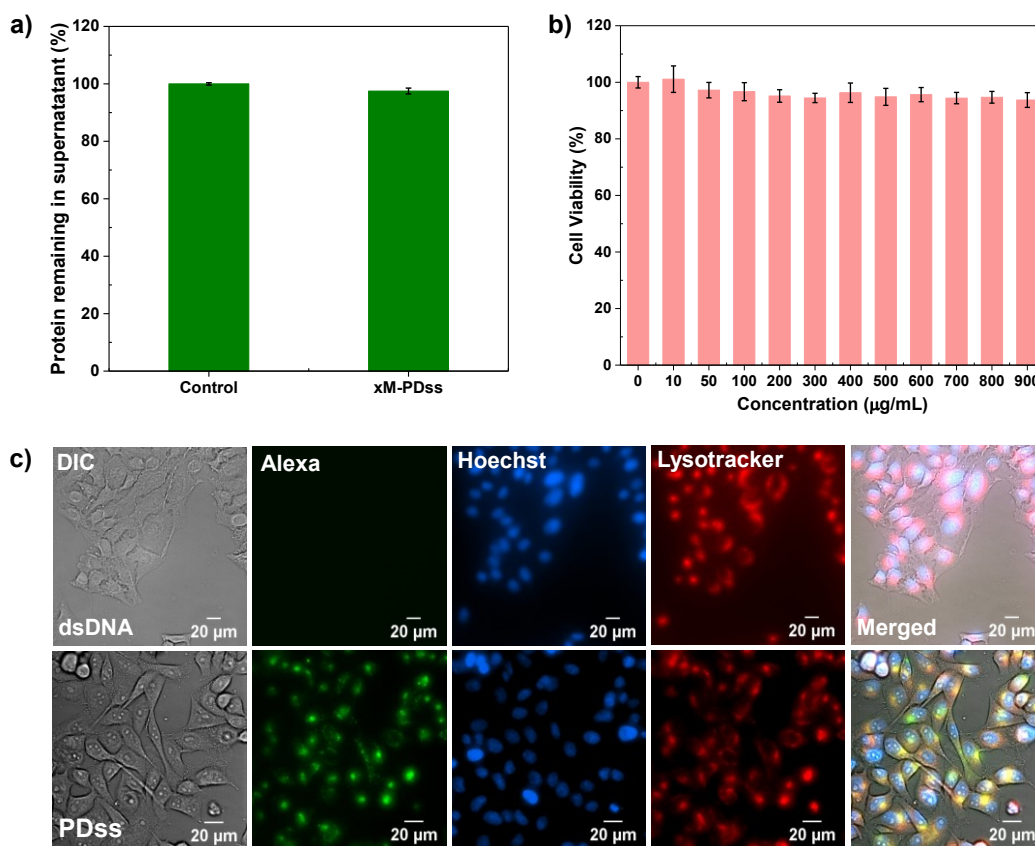 a)
Protein remaining in supernatatant (%)
120
100
80
60
40
20
0
Control
xM-PDss
b)
Cell Viability (%)
120
100
80
60
40
20
0
0 10 50 100 200 300 400 500 600 700 800 900
Concentration (µg/mL)
c)
DIC
Alexa
Hoechst
Lysotracker
dsDNA
20 µm
20 µm
20 µm
20 µm
Merged
20 µm
PDss
20 µm
20 µm
20 µm
20 µm
20 µm